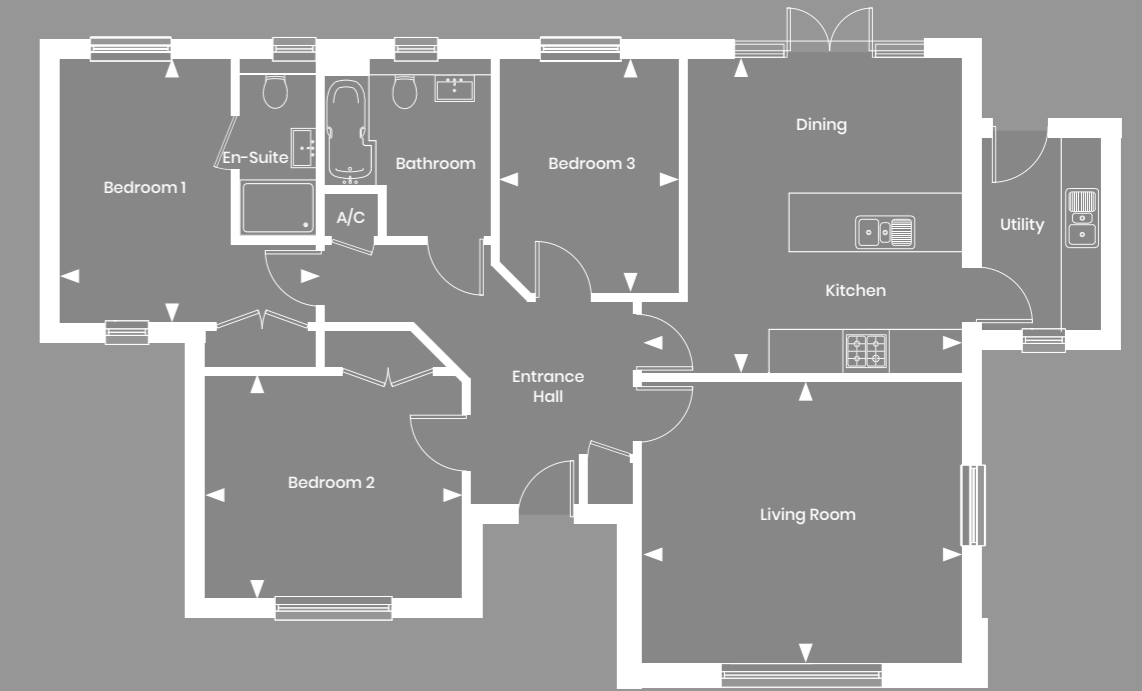 Dining
En-Suite
Bathroom
Bedroom 3
Bedroom 1
A/C
Utility
Kitchen
Entrance
Hall
Bedroom 2
Living Room